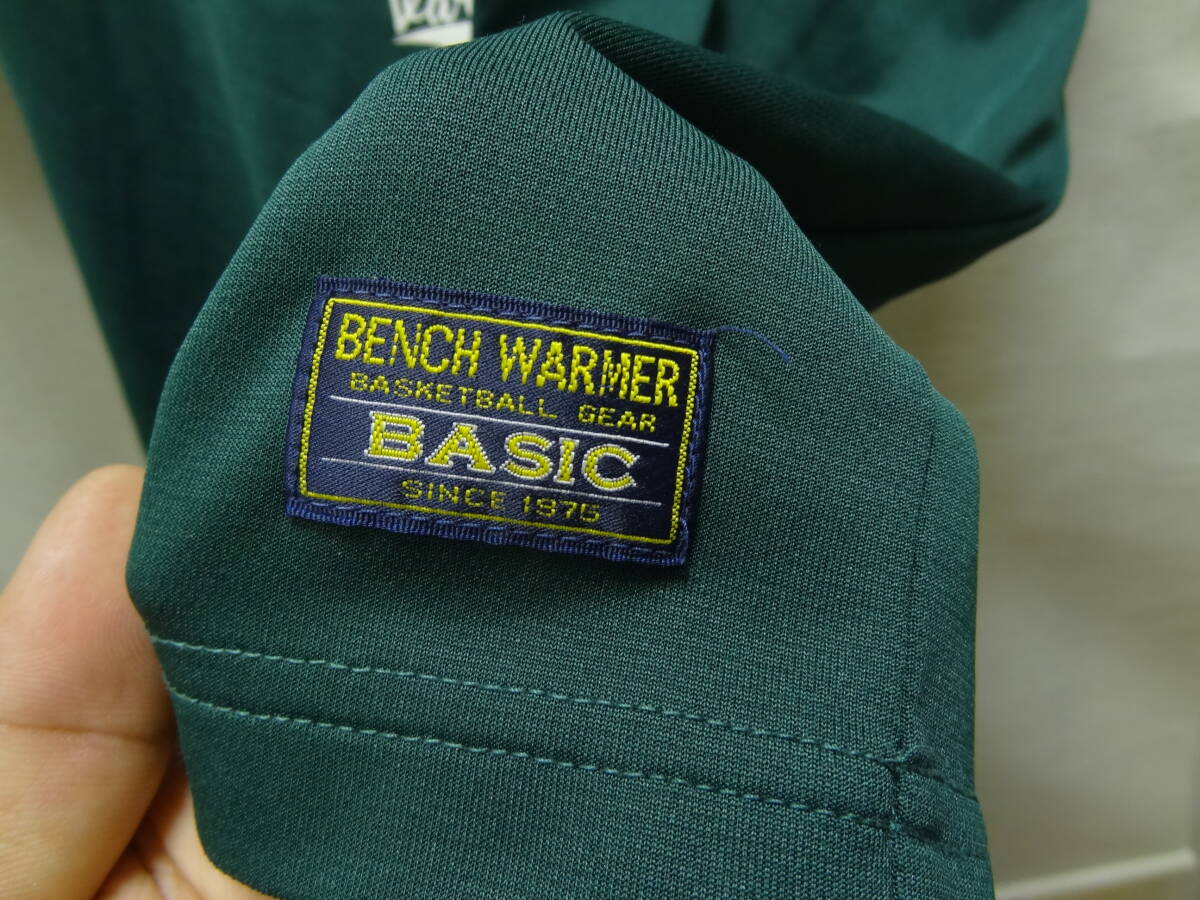 BENCH WARMER
BASKETBALL GEAR
BASIC
SINCE 1975